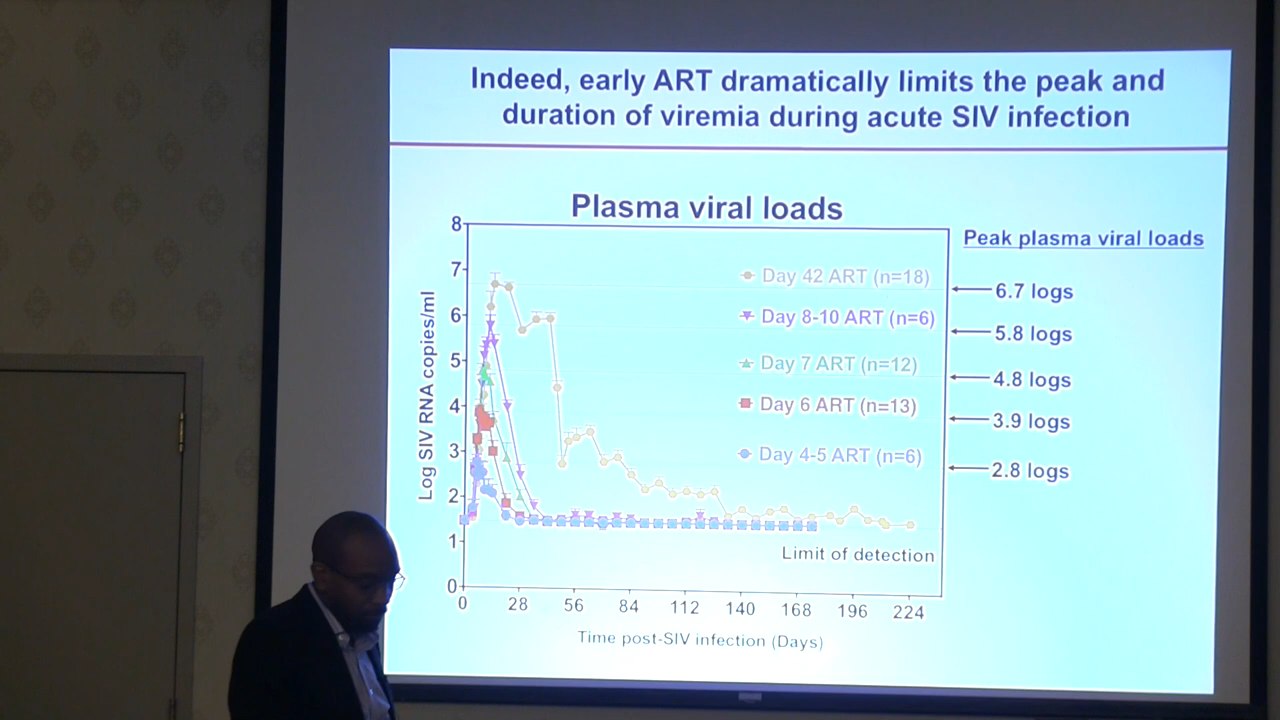 Indeed, early ART dramatically limits the peak and
duration of viremia during acute SIV infection
Plasma viral loads
Peak plasma viral loads
8
7
6
5
4
3
2
1
0
Log SIV RNA copies/ml
Day 42 ART (n=18)
Day 8-10 ART (n=6)
Day 7 ART (n=12)
Day 6 ART (n=13)
Day 4-5 ART (n=6)
6.7 logs
5.8 logs
4.8 logs
3.9 logs
2.8 logs
Limit of detection
0 28 56 84 112 140 168 196 224
Time post-SIV infection (Days)